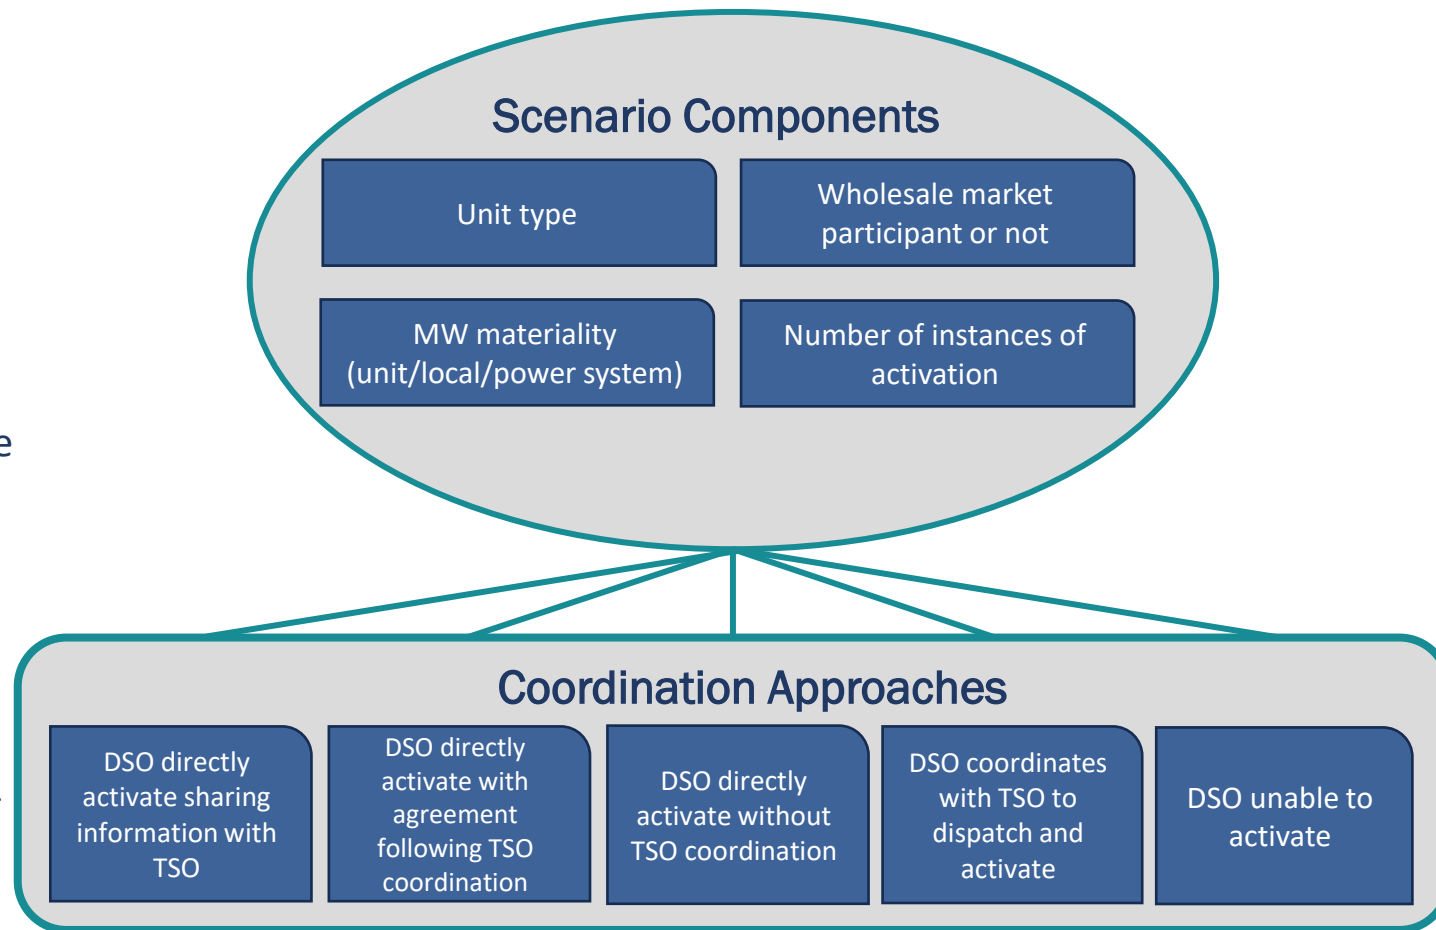 Scenario Components
Unit type
Wholesale market
participant or not
MW materiality
(unit/local/power system)
Number of instances of
activation
e
Coordination Approaches
DSO directly
activate sharing
information with
TSO
DSO directly
activate with
agreement
following TSO
coordination
DSO directly
activate without
TSO coordination
DSO coordinates
with TSO to
dispatch and
activate
DSO unable to
activate